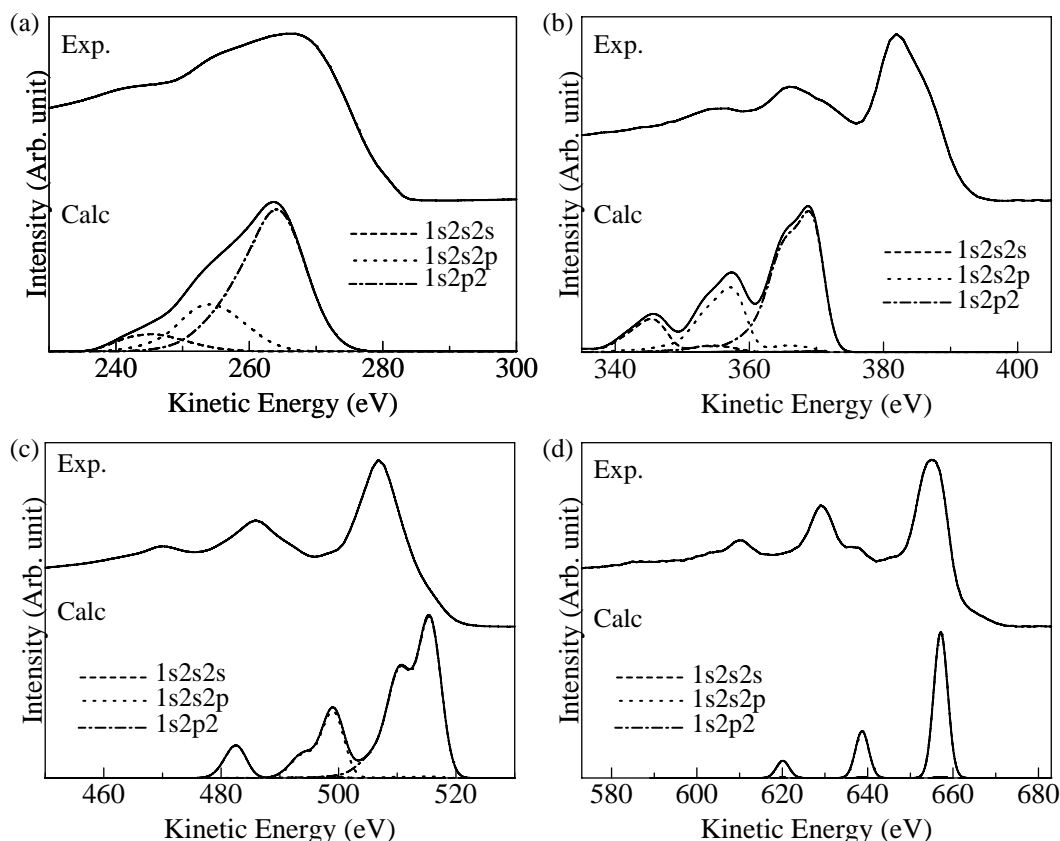 (a)
Exp.
Calc
1s2s2s
1s2s2p
1s2p2
Intensity (Arb. unit)
240 260 280 300
Kinetic Energy (eV)
(b)
Exp.
Calc
1s2s2s
1s2s2p
1s2p2
Intensity (Arb. unit)
340 360 380 400
Kinetic Energy (eV)
(c)
Exp.
Calc
1s2s2s
1s2s2p
1s2p2
Intensity (Arb. unit)
460 480 500 520
Kinetic Energy (eV)
(d)
Exp.
Calc
1s2s2s
1s2s2p
1s2p2
Intensity (Arb. unit)
580 600 620 640 660 680
Kinetic Energy (eV)